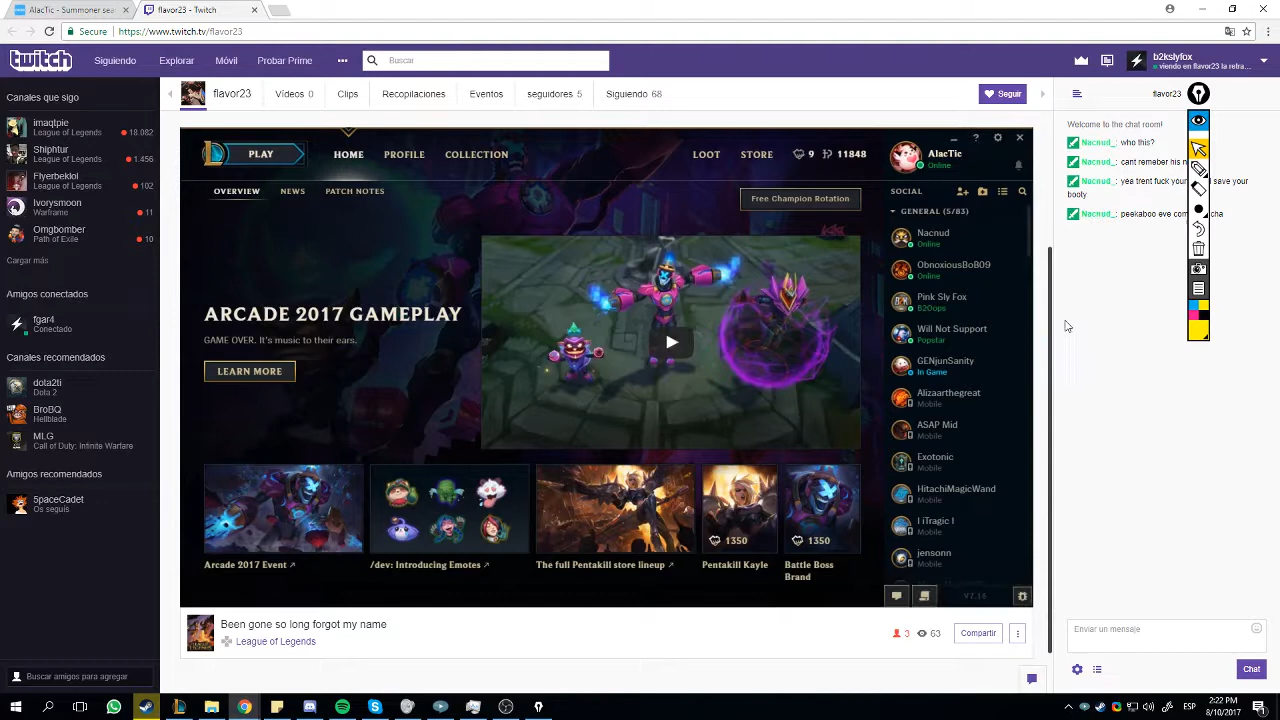 AlacTic - Summoner sea
flavor23 - Twitch
Secure https://www.twitch.tv/flavor23
twitch
Siguiendo
Explorar
Móvil
Probar Prime
Buscar
b2kslyfox
viendo en flavor23 la retra...
Canales que sigo
imaqtpie
League of Legends
18.082
Shiphtur
League of Legends
1.456
Flyerbeklol
League of Legends
102
Ivorysmoon
Warframe
11
Omgbomber
Path of Exile
10
Cargar más
Amigos conectados
fgar4
Conectado
Canales recomendados
dota2ti
Dota 2
BroBQ
Hellblade
MLG
Call of Duty: Infinite Warfare
Amigos recomendados
5paceCadet
Os seguís
Buscar amigos para agregar
flavor23
Vídeos 0
Clips
Recopilaciones
Eventos
seguidores 5
Siguiendo 68
Seguir
PLAY
HOME
PROFILE
COLLECTION
LOOT
STORE
9
11848
AlacTic
Online
OVERVIEW
NEWS
PATCH NOTES
Free Champion Rotation
ARCADE 2017 GAMEPLAY
GAME OVER. It's music to their ears.
LEARN MORE
1350
1350
Arcade 2017 Event
/dev: Introducing Emotes
The full Pentakill store lineup
Pentakill Kayle
Battle Boss Brand
SOCIAL
GENERAL (5/83)
Nacnud
Online
ObnoxiousBoB09
Online
Pink Sly Fox
B2Oops
Will Not Support
Popstar
GENjunSanity
In Game
Alizaarthegreat
Mobile
ASAP Mid
Mobile
Exotonic
Mobile
HitachiMagicWand
Mobile
I iTragic I
Mobile
jensonn
Mobile
V7.16
Been gone so long forgot my name
League of Legends
3
63
Compartir
flavor23
Welcome to the chat room!
Nacnud_: who this?
Nacnud_: cant remeber his n
Nacnud_: yea trent fuck your save your
booty
Nacnud_: peekaboo eve com cha
Enviar un mensaje
Chat
ESP
2:22 PM
8/10/2017